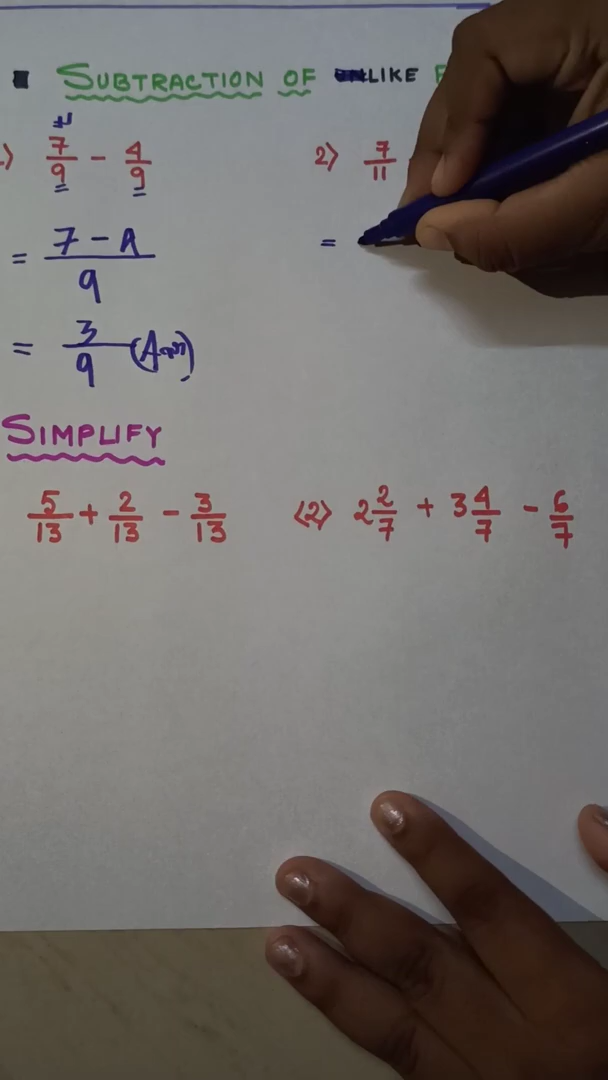 SUBTRACTION OF LIKE F
7/9 - 4/9
2) 7/11
= 7-4/9
=
= 3/9 (Ans)
SIMPLIFY
5/13 + 2/13 - 3/13
(2) 2 2/7 + 3 4/7 - 6/7